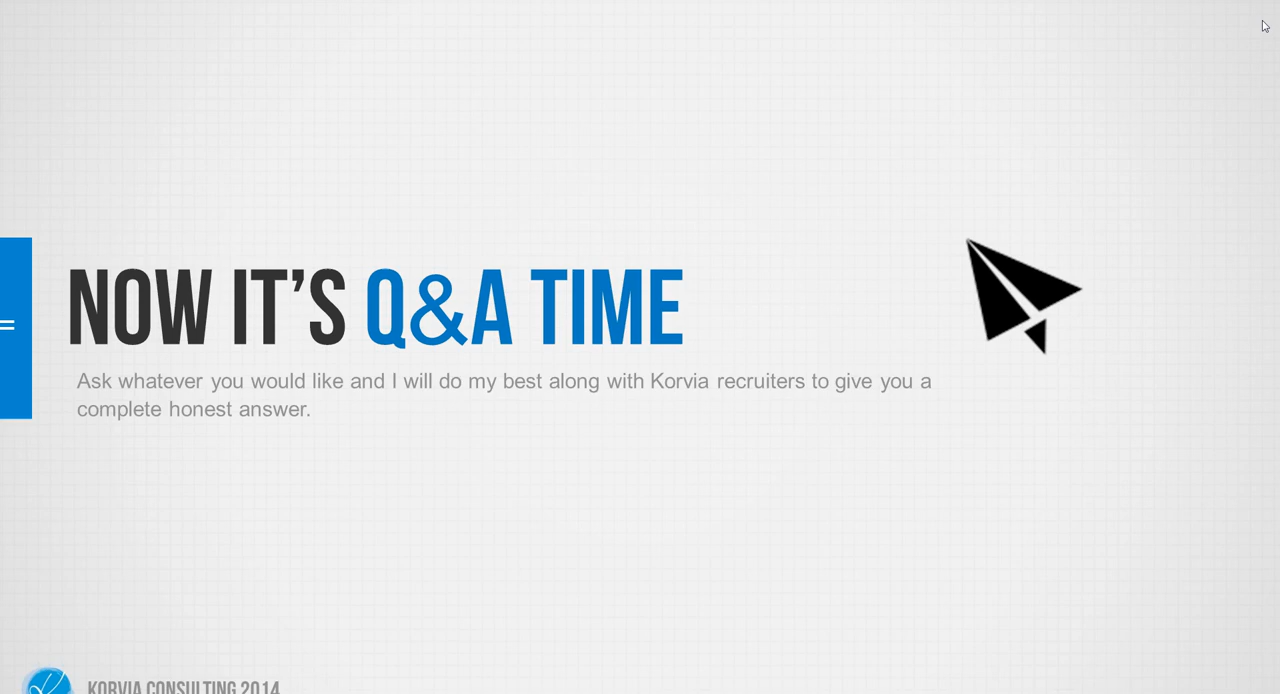 NOW IT'S Q&A TIME
Ask whatever you would like and I will do my best along with Korvia recruiters to give you a
complete honest answer.
KORVIA CONSULTING 2014